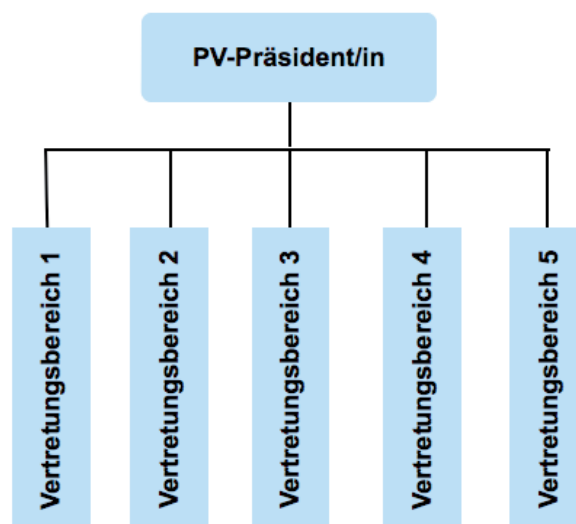 PV-Präsident/in
Vertretungsbereich 1
Vertretungsbereich 2
Vertretungsbereich 3
Vertretungsbereich 4
Vertretungsbereich 5